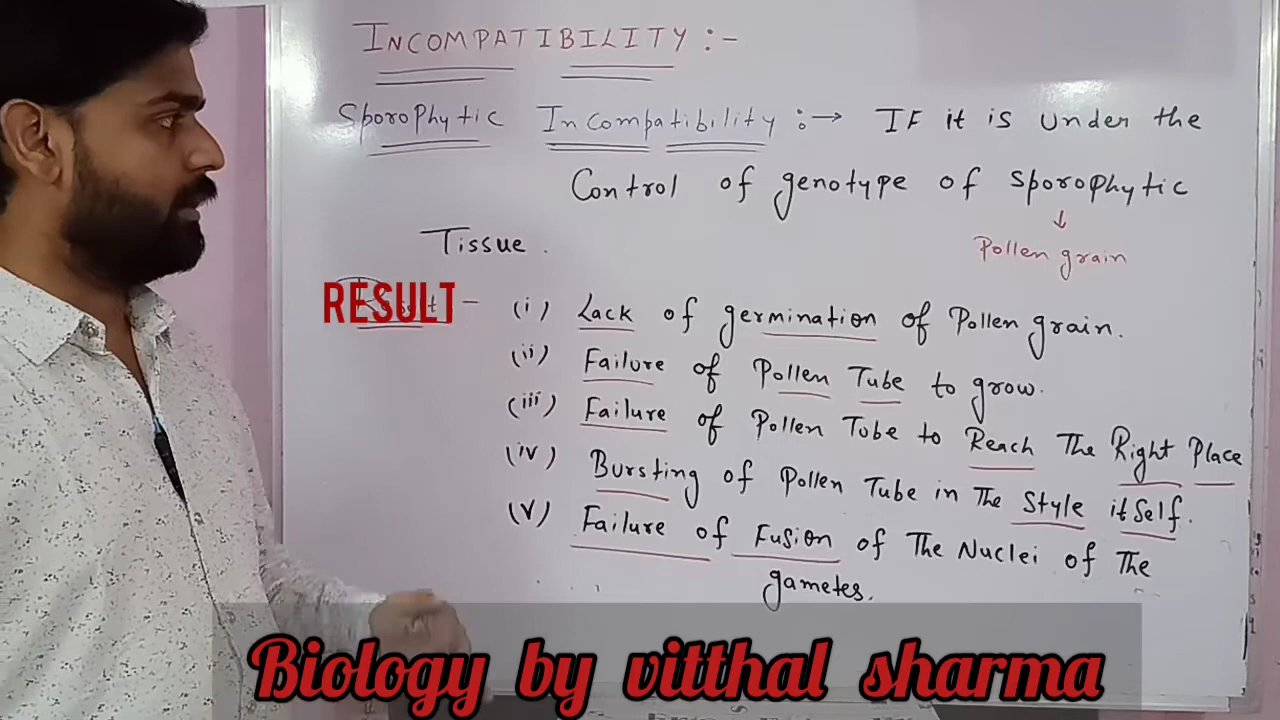 INCOMPATIBILITY :-
Sporophytic Incompatibility :→ IF it is under the
Control of genotype of Sporophytic
↓
Tissue .
Pollen grain
RESULT - (i) Lack of germination of Pollen grain.
(ii) Failure of Pollen Tube to grow.
(iii) Failure of Pollen Tube to Reach The Right Place
(iv) Bursting of Pollen Tube in The Style itself.
(v) Failure of Fusion of The Nuclei of The
gametes.
Biology by vitthal sharma